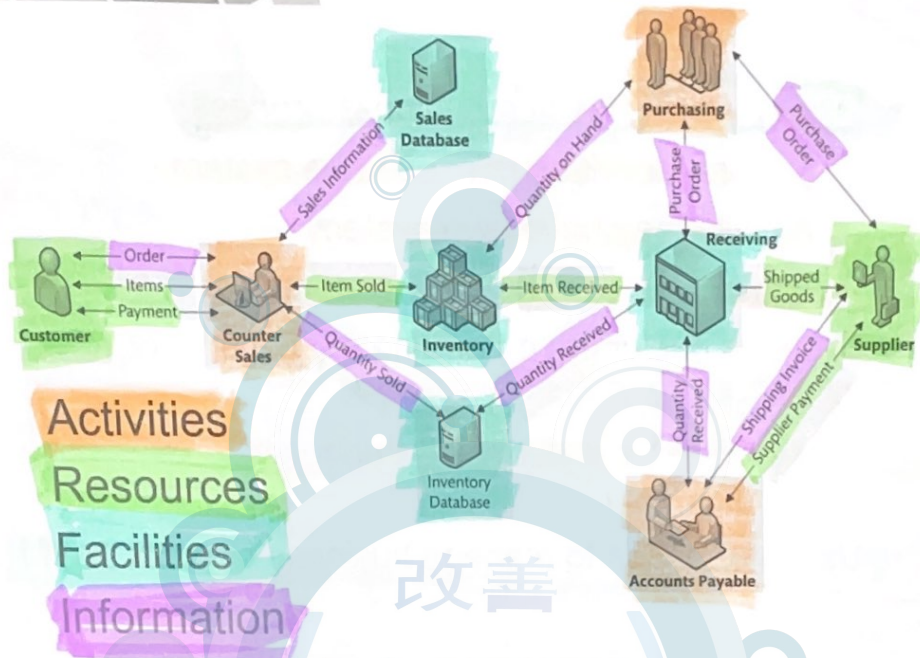 Purchasing
Sales
Database
Sales Information
Quantity on Hand
Purchase
Order
Purchase
Order
Receiving
Order
Items
Payment
Customer
Counter
Sales
Item Sold
Inventory
Item Received
Shipped
Goods
Supplier
Quantity Sold
Quantity Received
Inventory
Database
Quantity
Received
Shipping Invoice
Supplier Payment
Accounts Payable
Activities
Resources
Facilities
Information
改善